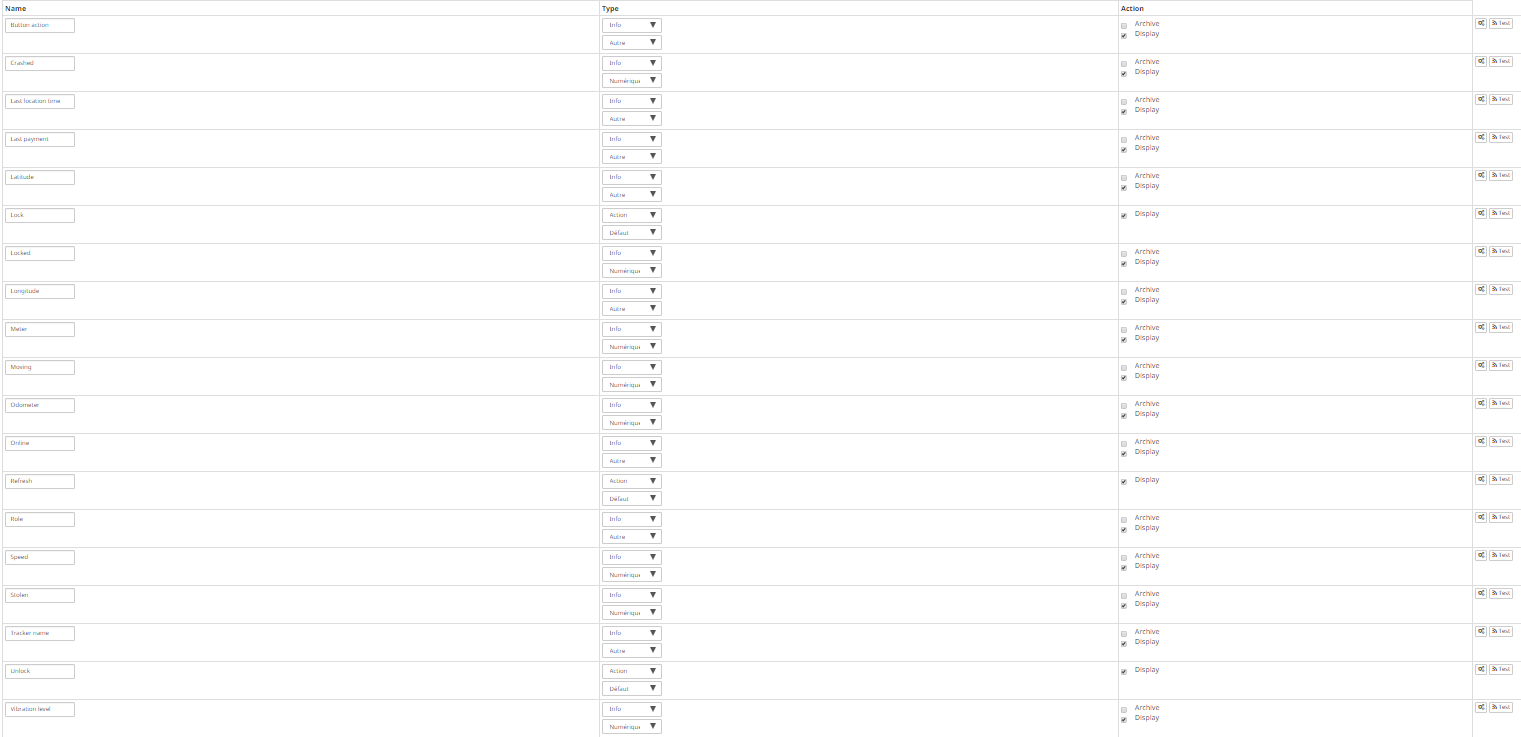 Name Type Action
Button action Info Archive Test
Autre Display
Crashed Info Archive Test
Numérique Display
Last location time Info Archive Test
Autre Display
Last payment Info Archive Test
Autre Display
Latitude Info Archive Test
Autre Display
Lock Action Display Test
Défaut
Locked Info Archive Test
Numérique Display
Longitude Info Archive Test
Autre Display
Meter Info Archive Test
Numérique Display
Moving Info Archive Test
Numérique Display
Odometer Info Archive Test
Numérique Display
Online Info Archive Test
Autre Display
Refresh Action Display Test
Défaut
Role Info Archive Test
Autre Display
Speed Info Archive Test
Numérique Display
Stolen Info Archive Test
Numérique Display
Tracker name Info Archive Test
Autre Display
Unlock Action Display Test
Défaut
Vibration level Info Archive Test
Numérique Display